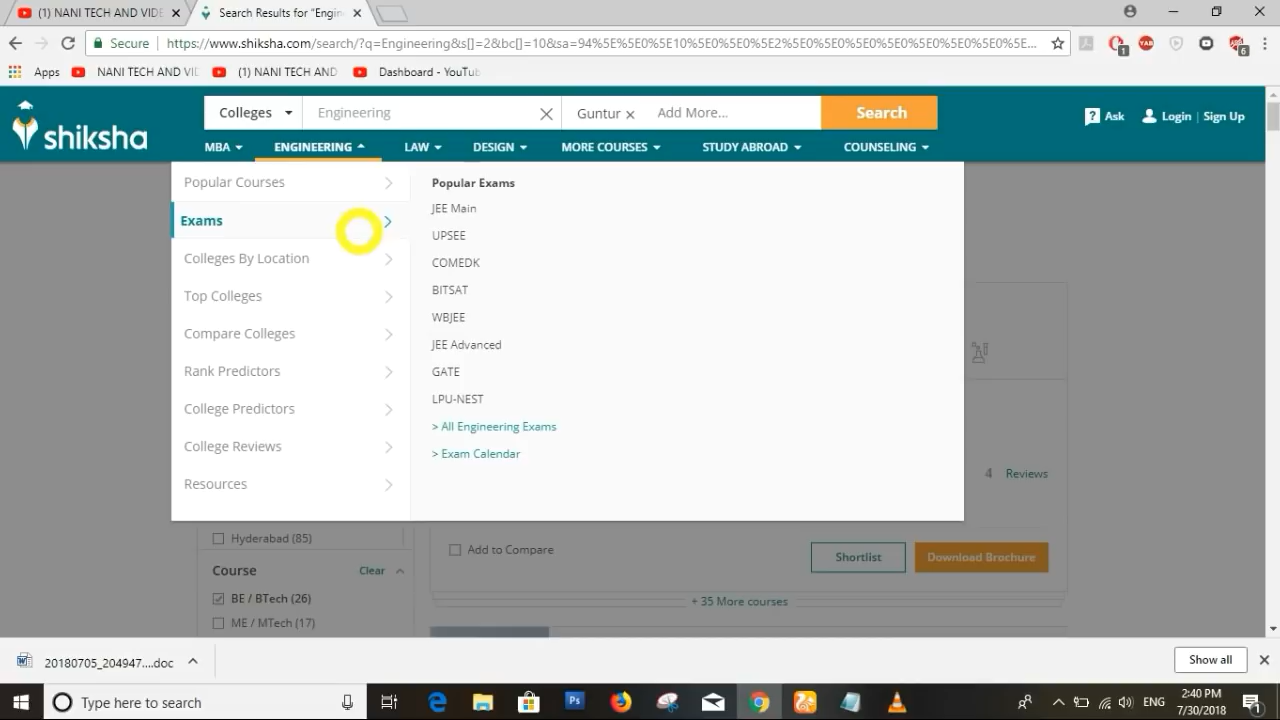 (1) NANI TECH AND VIDE
Search Results for "Engin
Secure
https://www.shiksha.com/search/?q=Engineering&s[]=2&bc[]=10&sa=94%5E%5E0%5E10%5E0%5E0%5E2%5E0%5E0%5E0%5E0%5E0%5E0%5E...
1
YAB
6
Apps
NANI TECH AND VID
(1) NANI TECH AND
Dashboard - YouTub
shiksha
Colleges
Engineering
Guntur
Add More...
Search
? Ask
Login | Sign Up
MBA
ENGINEERING
LAW
DESIGN
MORE COURSES
STUDY ABROAD
COUNSELING
Popular Courses
Exams
Colleges By Location
Top Colleges
Compare Colleges
Rank Predictors
College Predictors
College Reviews
Resources
Popular Exams
JEE Main
UPSEE
COMEDK
BITSAT
WBJEE
JEE Advanced
GATE
LPU-NEST
> All Engineering Exams
> Exam Calendar
4 Reviews
Hyderabad (85)
Course
Clear
BE / BTech (26)
ME / MTech (17)
Add to Compare
Shortlist
Download Brochure
+ 35 More courses
20180705_204947....doc
Show all
Type here to search
Ps
ENG
2:40 PM
7/30/2018
1